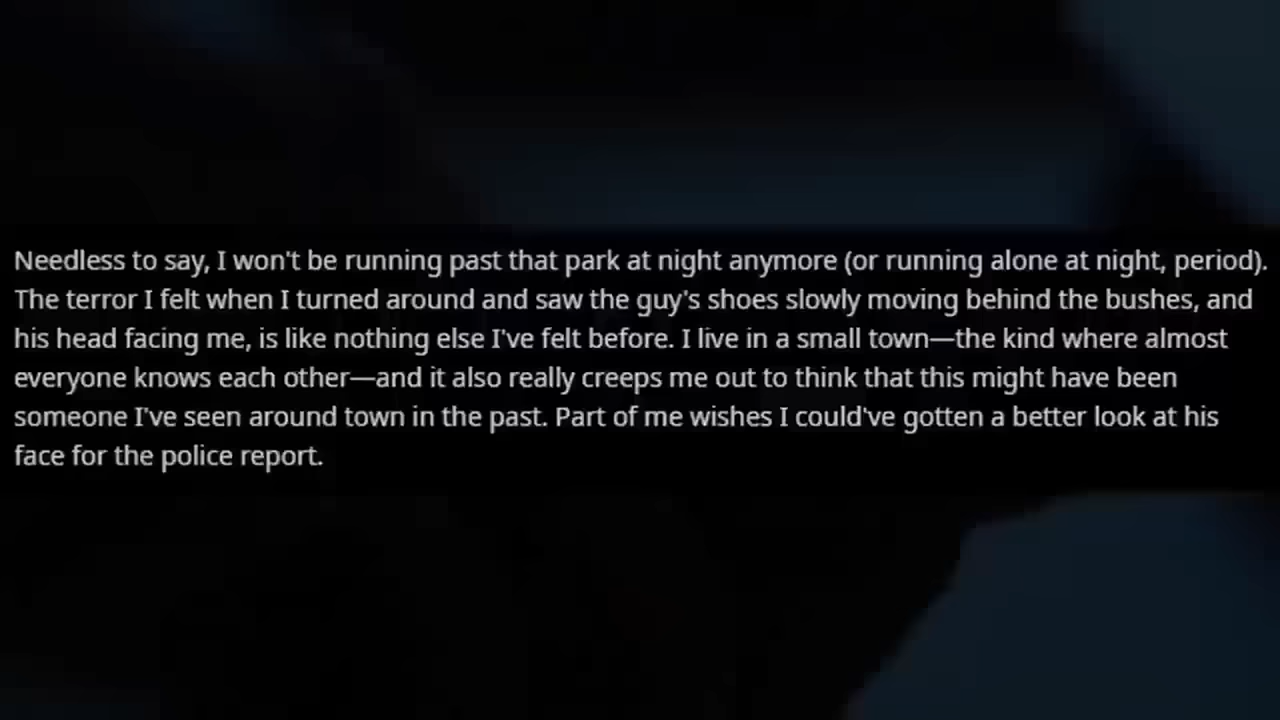 Needless to say, I won't be running past that park at night anymore (or running alone at night, period).
The terror I felt when I turned around and saw the guy's shoes slowly moving behind the bushes, and
his head facing me, is like nothing else I've felt before. I live in a small town—the kind where almost
everyone knows each other—and it also really creeps me out to think that this might have been
someone I've seen around town in the past. Part of me wishes I could've gotten a better look at his
face for the police report.